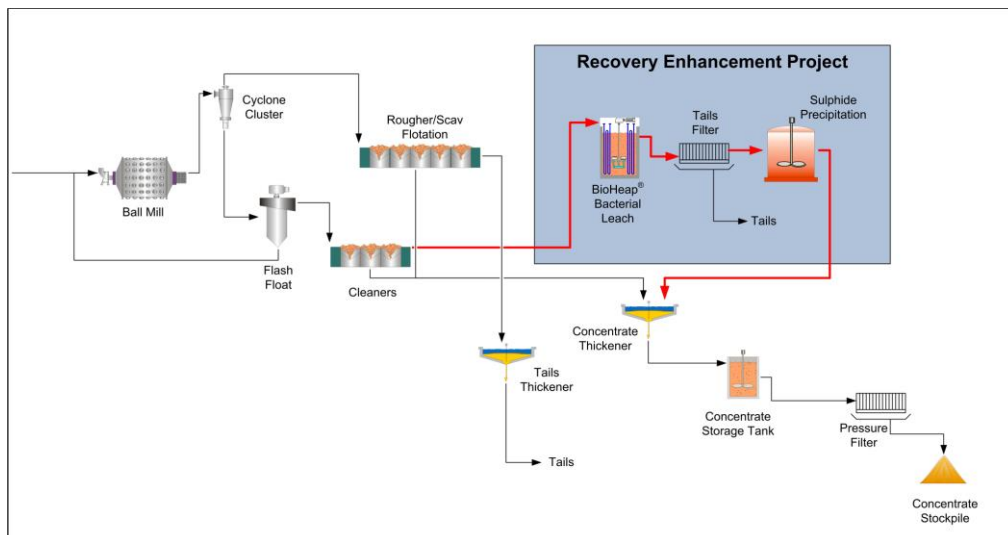 Recovery Enhancement Project
Cyclone
Cluster
Rougher/Scav
Flotation
Tails
Filter
Sulphide
Precipitation
BioHeap®
Bacterial
Leach
Tails
Ball Mill
Flash
Float
Cleaners
Concentrate
Thickener
Tails
Thickener
Concentrate
Storage Tank
Pressure
Filter
Tails
Concentrate
Stockpile